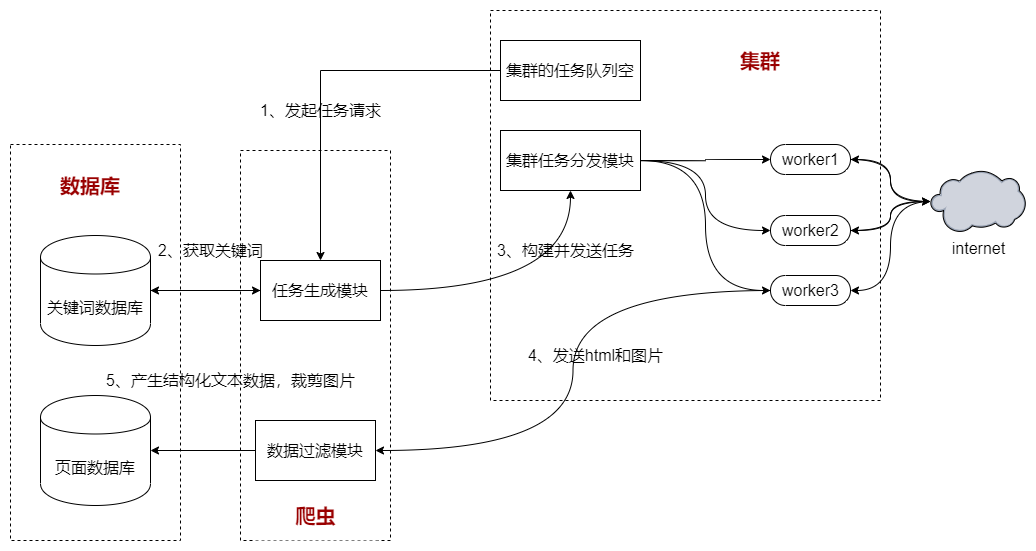 集群的任务队列空
集群
1、发起任务请求
集群任务分发模块
worker1
数据库
worker2
2、获取关键词
3、构建并发送任务
internet
任务生成模块
worker3
关键词数据库
4、发送html和图片
5、产生结构化文本数据，裁剪图片
数据过滤模块
页面数据库
爬虫